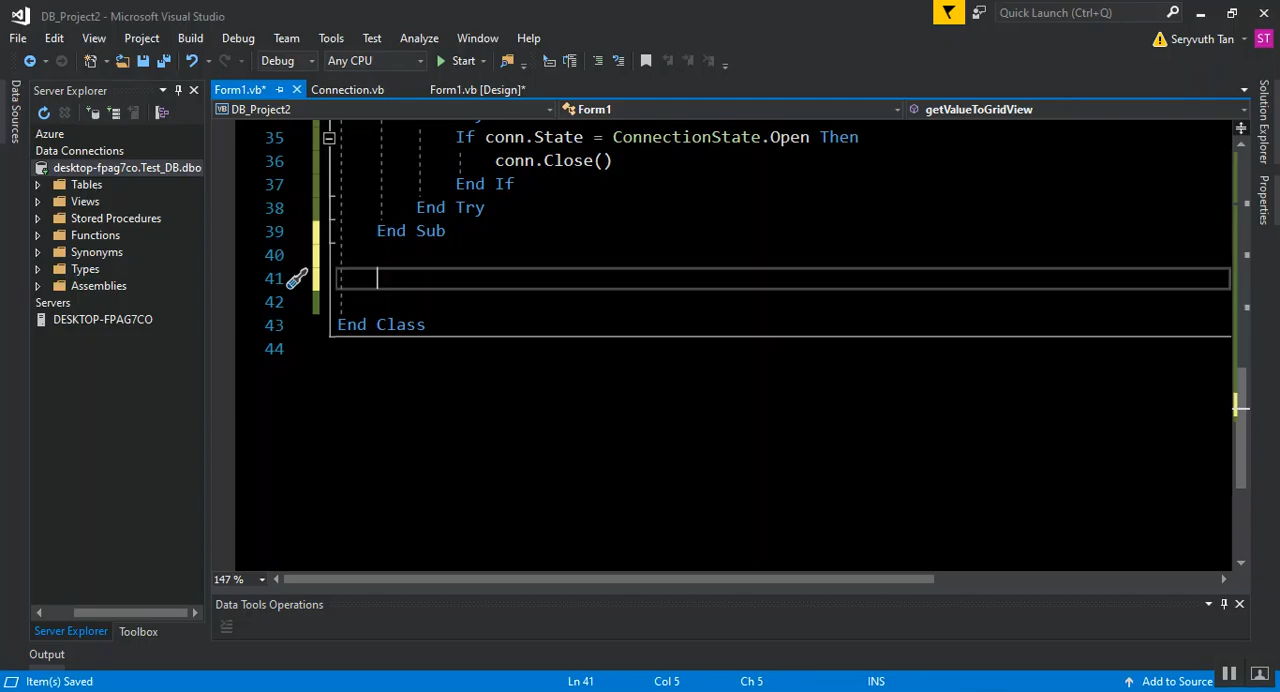 DB_Project2 - Microsoft Visual Studio
Quick Launch (Ctrl+Q)
File Edit View Project Build Debug Team Tools Test Analyze Window Help
Seryvuth Tan ST
Debug Any CPU Start
Data Sources
Server Explorer
Form1.vb* Connection.vb Form1.vb [Design]*
DB_Project2 Form1 getValueToGridView
Azure
Data Connections
desktop-fpag7co.Test_DB.dbo
Tables
Views
Stored Procedures
Functions
Synonyms
Types
Assemblies
Servers
DESKTOP-FPAG7CO
35 If conn.State = ConnectionState.Open Then
36 conn.Close()
37 End If
38 End Try
39 End Sub
40
41
42
43 End Class
44
Solution Explorer
Properties
147 %
Data Tools Operations
Server Explorer Toolbox
Output
Item(s) Saved Ln 41 Col 5 Ch 5 INS Add to Source